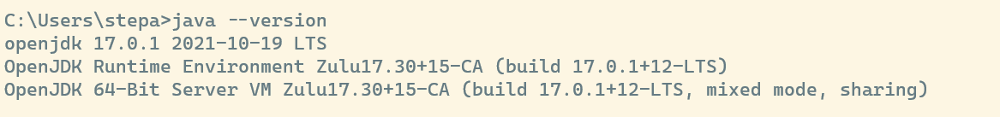 C:\Users\stepa>java --version
openjdk 17.0.1 2021-10-19 LTS
OpenJDK Runtime Environment Zulu17.30+15-CA (build 17.0.1+12-LTS)
OpenJDK 64-Bit Server VM Zulu17.30+15-CA (build 17.0.1+12-LTS, mixed mode, sharing)